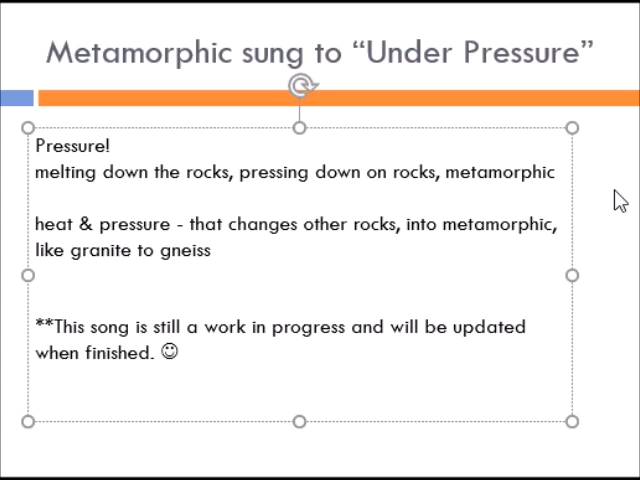 Metamorphic sung to “Under Pressure”
Pressure!
melting down the rocks, pressing down on rocks, metamorphic
heat & pressure - that changes other rocks, into metamorphic,
like granite to gneiss
**This song is still a work in progress and will be updated
when finished. ☺